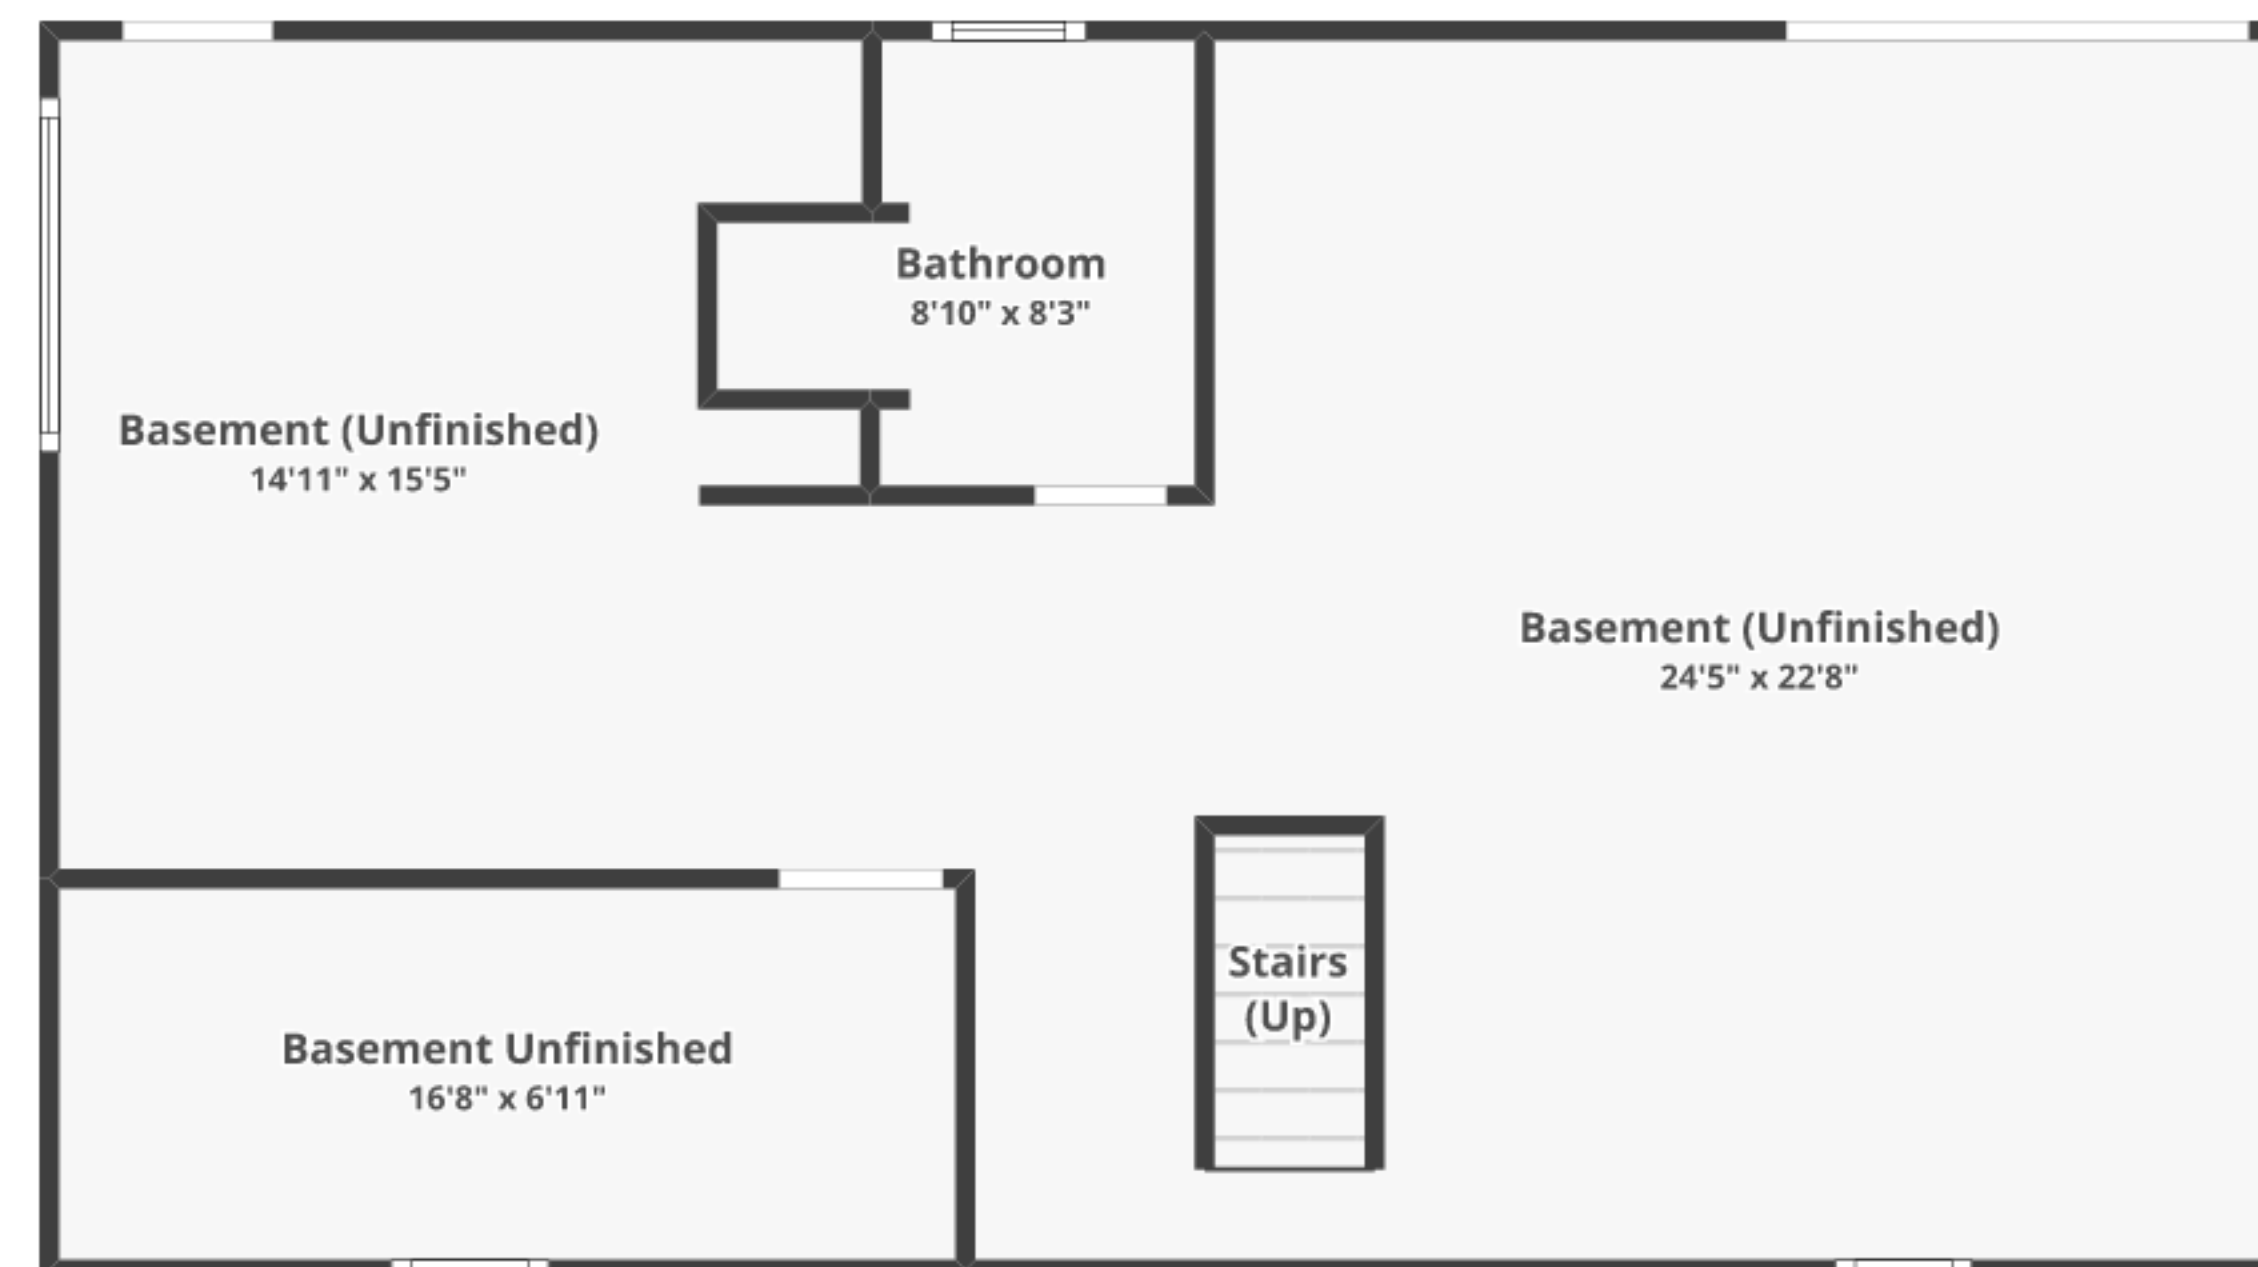 Bathroom
8'10" x 8'3"
Basement (Unfinished)
14'11" x 15'5"
Basement (Unfinished)
24'5" x 22'8"
Stairs
(Up)
Basement Unfinished
16'8" x 6'11"